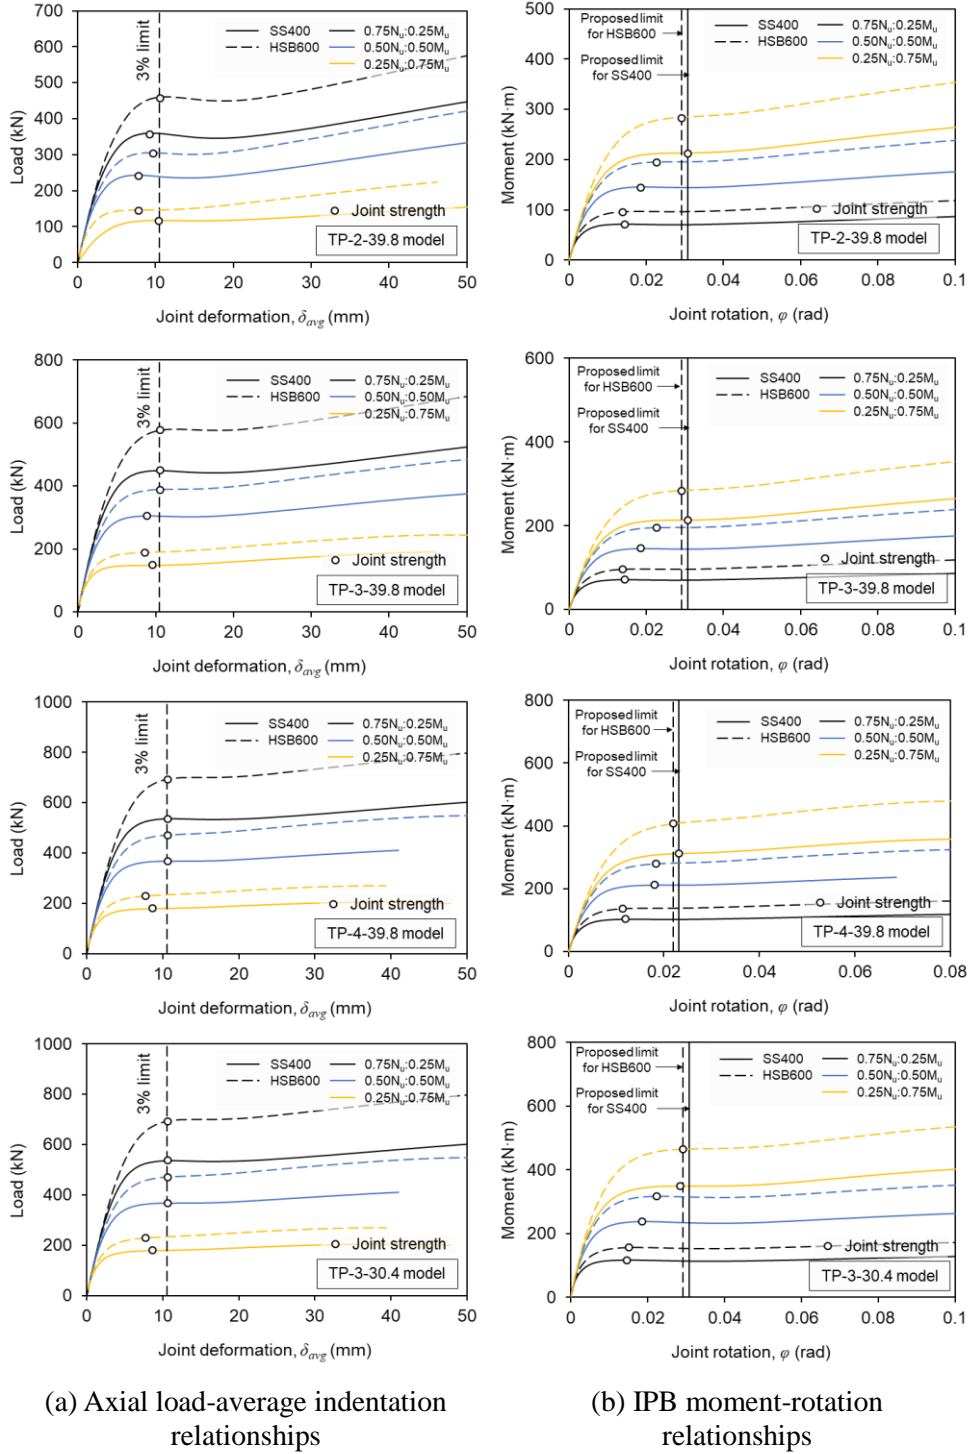 700
600
500
400
300
200
100
0
Load (kN)
3% limit
SS400
HSB600
0.75Nu:0.25Mu
0.50Nu:0.50Mu
0.25Nu:0.75Mu
Joint strength
TP-2-39.8 model
0 10 20 30 40 50
Joint deformation, δavg (mm)
500
400
300
200
100
0
Moment (kN·m)
Proposed limit
for HSB600
Proposed limit
for SS400
SS400
HSB600
0.75Nu:0.25Mu
0.50Nu:0.50Mu
0.25Nu:0.75Mu
Joint strength
TP-2-39.8 model
0 0.02 0.04 0.06 0.08 0.1
Joint rotation, φ (rad)
800
600
400
200
0
Load (kN)
3% limit
SS400
HSB600
0.75Nu:0.25Mu
0.50Nu:0.50Mu
0.25Nu:0.75Mu
Joint strength
TP-3-39.8 model
0 10 20 30 40 50
Joint deformation, δavg (mm)
600
400
200
0
Moment (kN·m)
Proposed limit
for HSB600
Proposed limit
for SS400
SS400
HSB600
0.75Nu:0.25Mu
0.50Nu:0.50Mu
0.25Nu:0.75Mu
Joint strength
TP-3-39.8 model
0 0.02 0.04 0.06 0.08 0.1
Joint rotation, φ (rad)
1000
800
600
400
200
0
Load (kN)
3% limit
SS400
HSB600
0.75Nu:0.25Mu
0.50Nu:0.50Mu
0.25Nu:0.75Mu
Joint strength
TP-4-39.8 model
0 10 20 30 40 50
Joint deformation, δavg (mm)
800
600
400
200
0
Moment (kN·m)
Proposed limit
for HSB600
Proposed limit
for SS400
SS400
HSB600
0.75Nu:0.25Mu
0.50Nu:0.50Mu
0.25Nu:0.75Mu
Joint strength
TP-4-39.8 model
0 0.02 0.04 0.06 0.08
Joint rotation, φ (rad)
1000
800
600
400
200
0
Load (kN)
3% limit
SS400
HSB600
0.75Nu:0.25Mu
0.50Nu:0.50Mu
0.25Nu:0.75Mu
Joint strength
TP-3-30.4 model
0 10 20 30 40 50
Joint deformation, δavg (mm)
800
600
400
200
0
Moment (kN·m)
Proposed limit
for HSB600
Proposed limit
for SS400
SS400
HSB600
0.75Nu:0.25Mu
0.50Nu:0.50Mu
0.25Nu:0.75Mu
Joint strength
TP-3-30.4 model
0 0.02 0.04 0.06 0.08 0.1
Joint rotation, φ (rad)
(a) Axial load-average indentation
relationships
(b) IPB moment-rotation
relationships